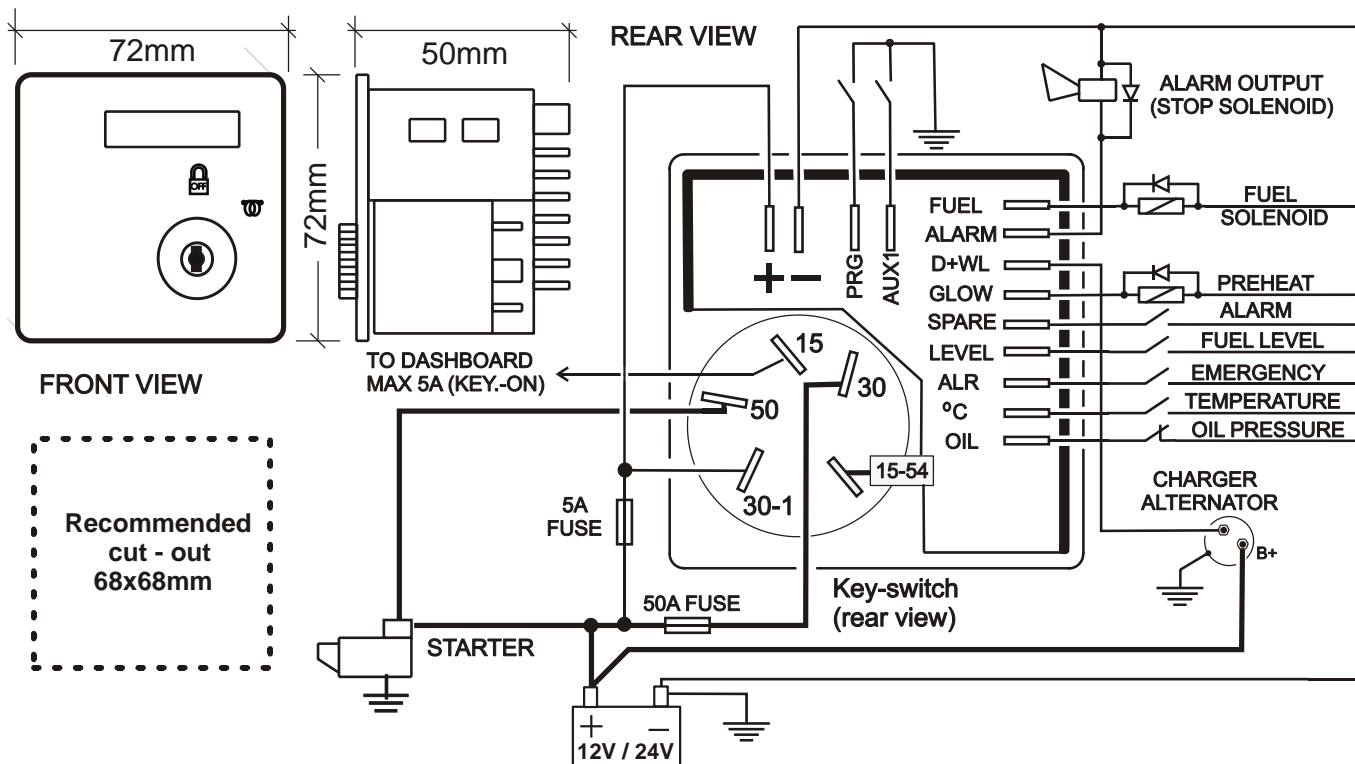 72mm
50mm
REAR VIEW
ALARM OUTPUT
(STOP SOLENOID)
OFF
72mm
FUEL
SOLENOID
FUEL
ALARM
D+WL
GLOW
SPARE
LEVEL
ALR
°C
OIL
+ −
PRG
AUX1
PREHEAT
ALARM
FUEL LEVEL
EMERGENCY
TEMPERATURE
OIL PRESSURE
FRONT VIEW
TO DASHBOARD
MAX 5A (KEY.-ON)
15
30
50
30-1
15-54
5A
FUSE
CHARGER
ALTERNATOR
B+
Recommended
cut - out
68x68mm
50A FUSE
Key-switch
(rear view)
STARTER
+ −
12V / 24V